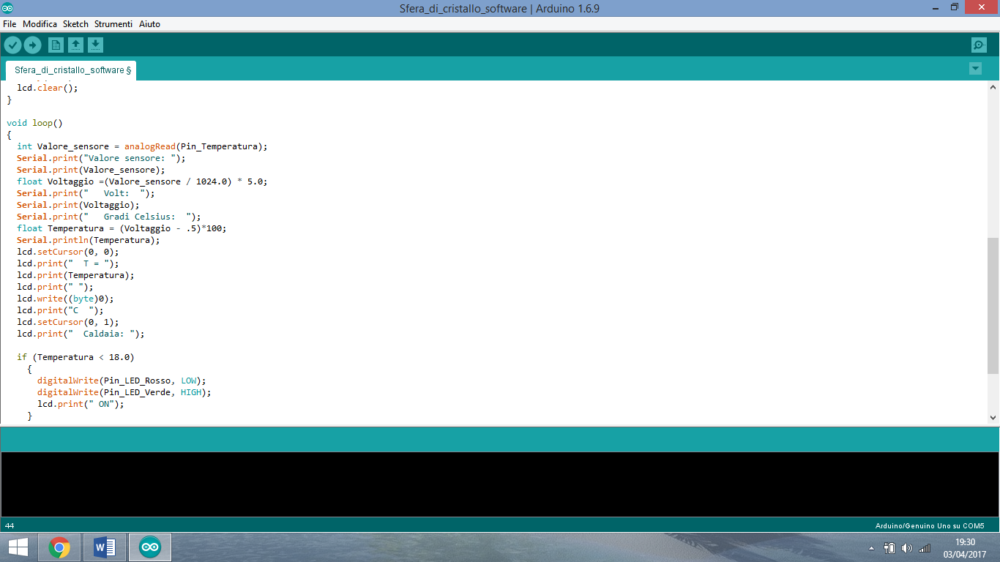 Sfera_di_cristallo_software | Arduino 1.6.9
File Modifica Sketch Strumenti Aiuto
Sfera_di_cristallo_software §
  lcd.clear();
}

void loop()
{
  int Valore_sensore = analogRead(Pin_Temperatura);
  Serial.print("Valore sensore: ");
  Serial.print(Valore_sensore);
  float Voltaggio =(Valore_sensore / 1024.0) * 5.0;
  Serial.print("   Volt:  ");
  Serial.print(Voltaggio);
  Serial.print("   Gradi Celsius:  ");
  float Temperatura = (Voltaggio - .5)*100;
  Serial.println(Temperatura);
  lcd.setCursor(0, 0);
  lcd.print("  T = ");
  lcd.print(Temperatura);
  lcd.print(" ");
  lcd.write((byte)0);
  lcd.print("C  ");
  lcd.setCursor(0, 1);
  lcd.print("  Caldaia: ");

  if (Temperatura < 18.0)
    {
      digitalWrite(Pin_LED_Rosso, LOW);
      digitalWrite(Pin_LED_Verde, HIGH);
      lcd.print(" ON");
    }
44
Arduino/Genuino Uno su COM5
W
19:30
03/04/2017